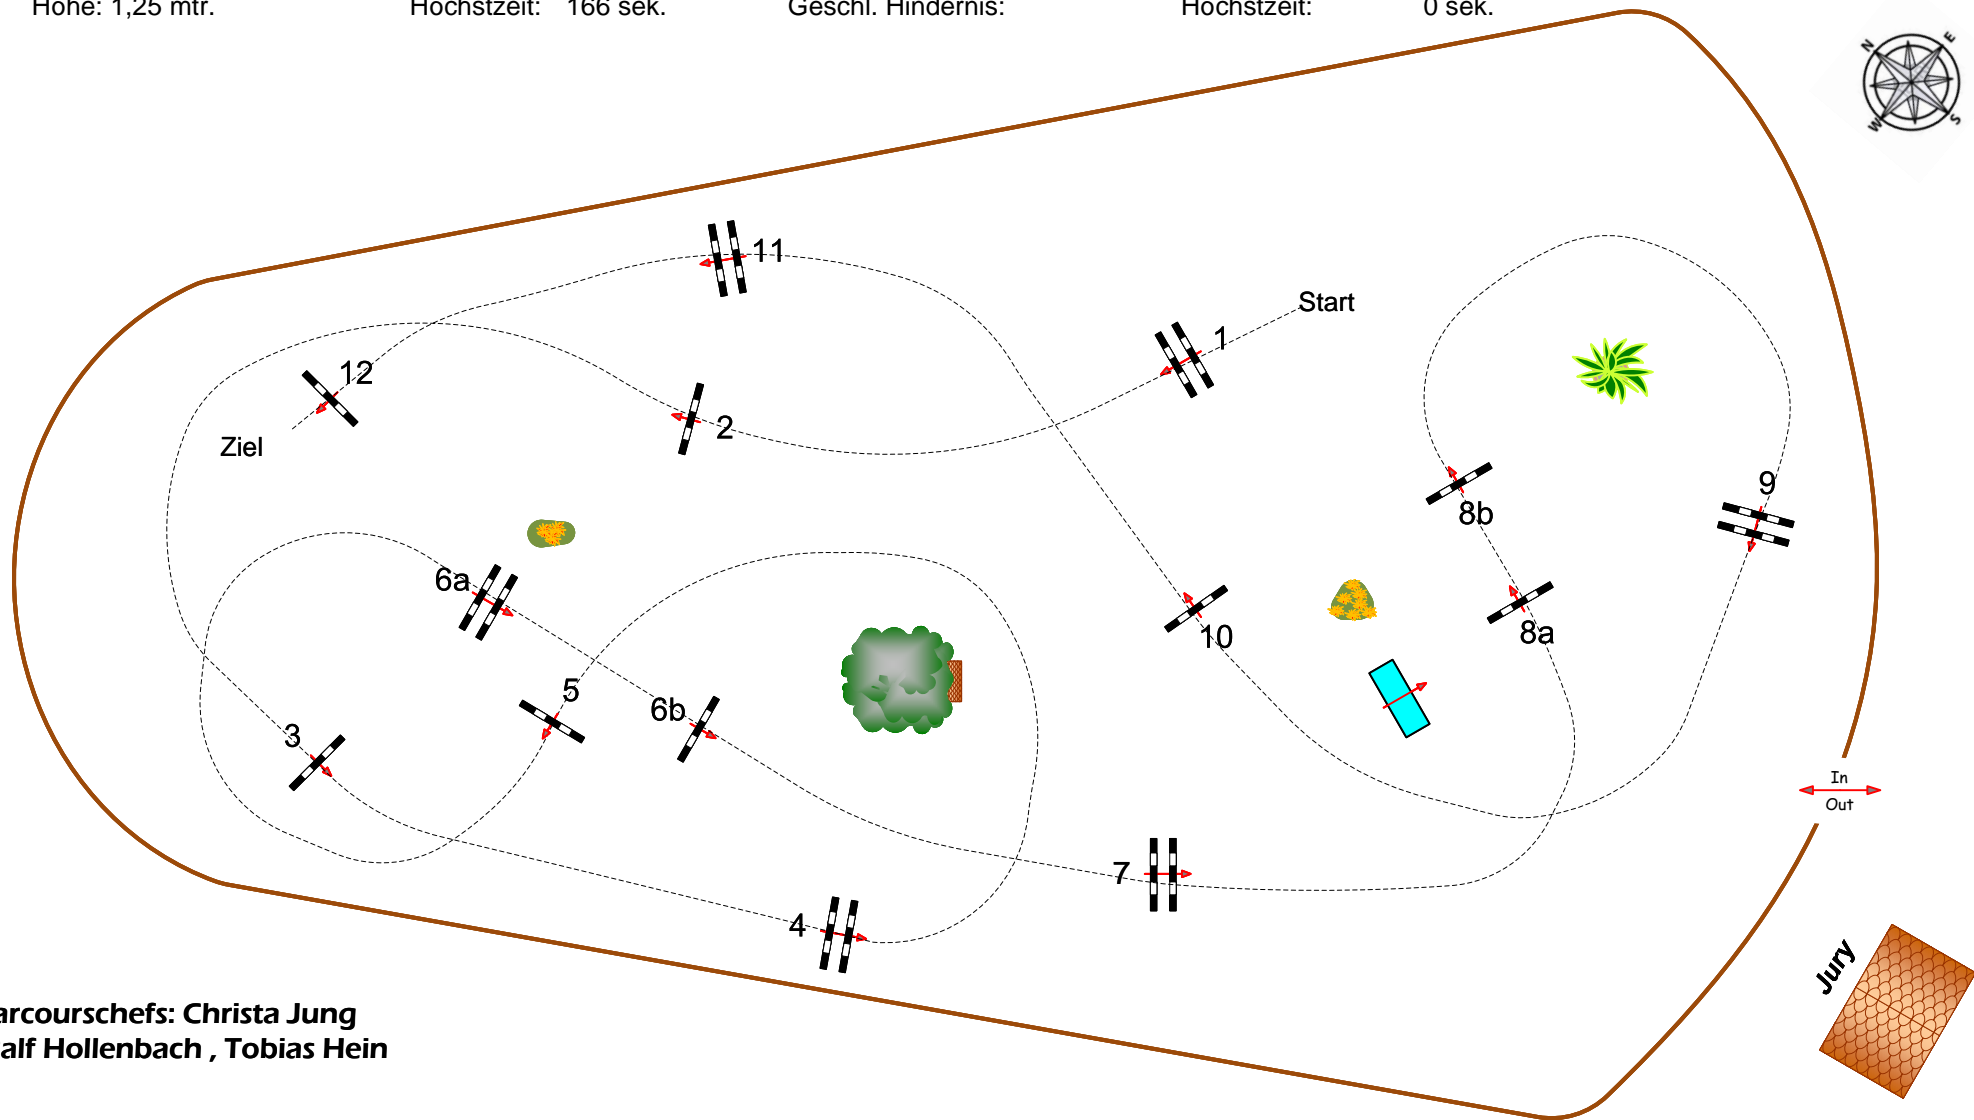 Höhe: 1,25 mtr. Höchstzeit: 166 sek. Geschl. Hindernis: Höchstzeit: 0 sek.
N E
W S
11
Start
1
12
2
Ziel
9
8b
6a
10
8a
5
6b
3
In
Out
7
4
Jury
arcourschefs: Christa Jung
alf Hollenbach , Tobias Hein